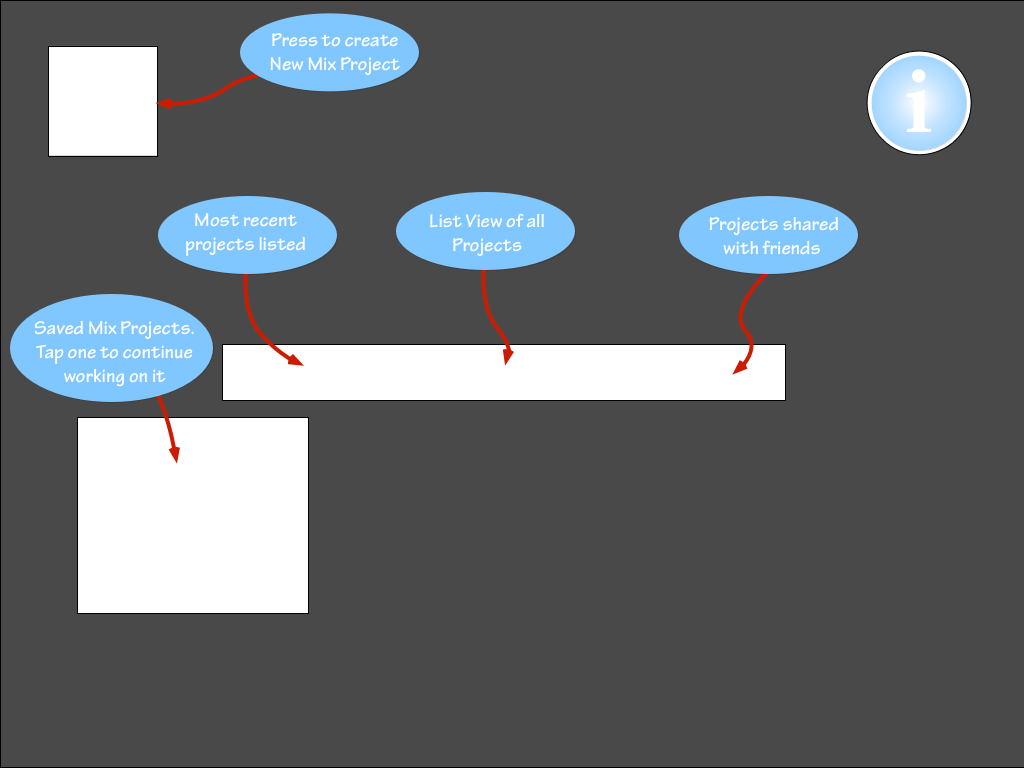 Press to create
New Mix Project
i
Most recent
projects listed
List View of all
Projects
Projects shared
with friends
Saved Mix Projects.
Tap one to continue
working on it